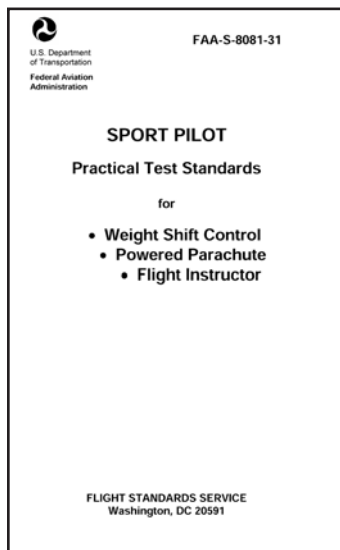 FAA-S-8081-31
U.S. Department
of Transportation
Federal Aviation
Administration
SPORT PILOT
Practical Test Standards
for
• Weight Shift Control
• Powered Parachute
• Flight Instructor
FLIGHT STANDARDS SERVICE
Washington, DC 20591